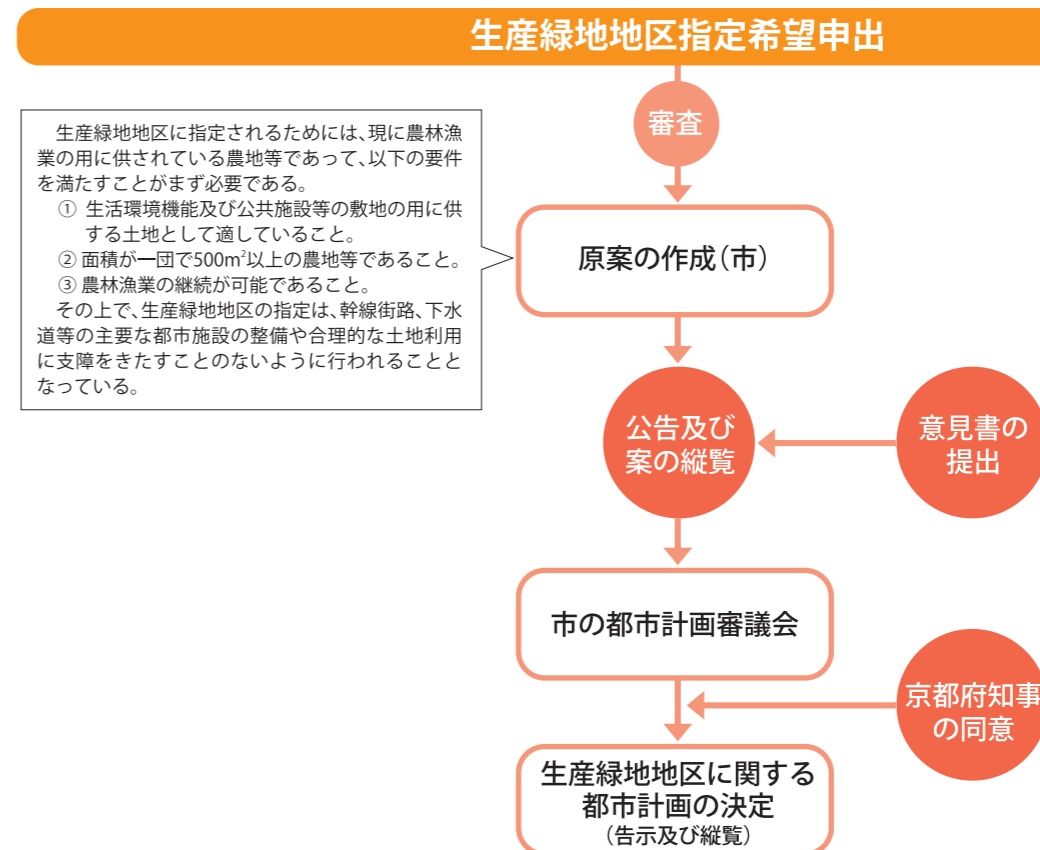 生産緑地地区指定希望申出
審査
生産緑地地区に指定されるためには、現に農林漁
業の用に供されている農地等であって、以下の要件
を満たすことがまず必要である。
① 生活環境機能及び公共施設等の敷地の用に供
する土地として適していること。
② 面積が一団で500m²以上の農地等であること。
③ 農林漁業の継続が可能であること。
その上で、生産緑地地区の指定は、幹線街路、下水
道等の主要な都市施設の整備や合理的な土地利用
に支障をきたすことのないように行われることと
なっている。
原案の作成（市）
公告及び
案の縦覧
意見書の
提出
市の都市計画審議会
京都府知事
の同意
生産緑地地区に関する
都市計画の決定
（告示及び縦覧）